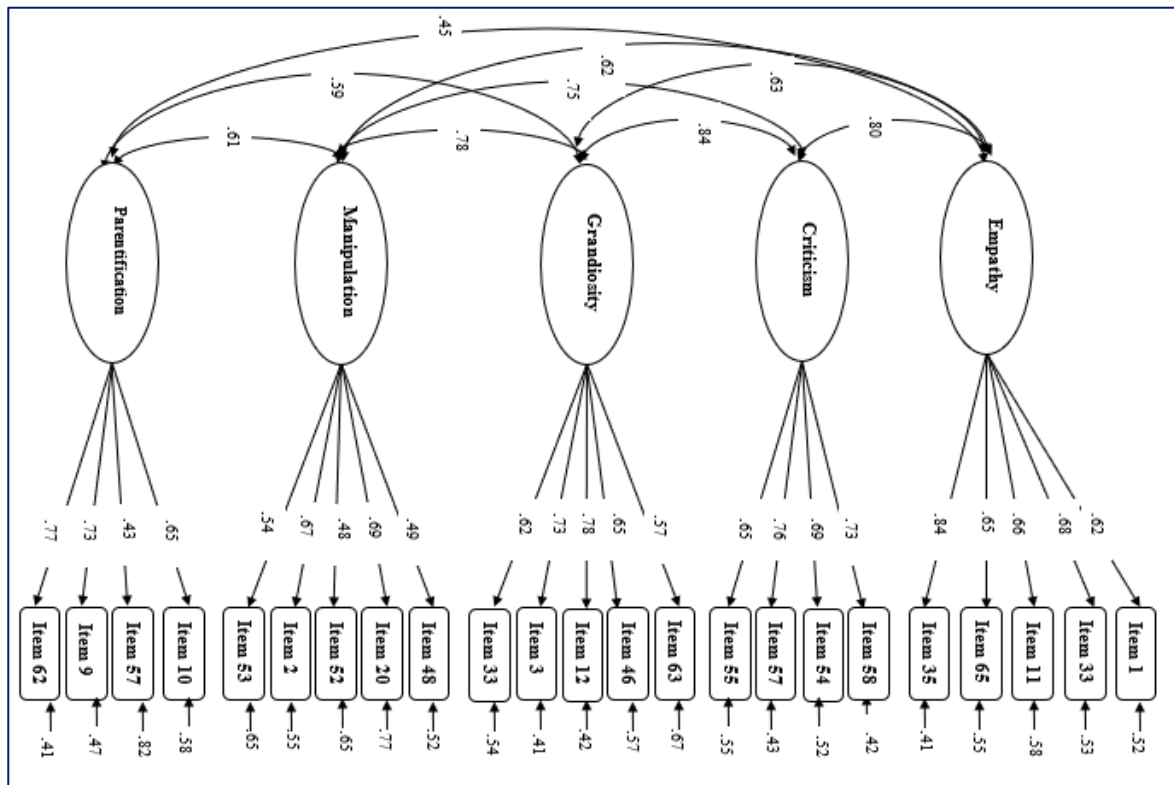 .45
.62
.63
.59
.75
.61
.78
.84
.80
Parentification
Manipulation
Grandiosity
Criticism
Empathy
.77
.73
.43
.65
.54
.67
.48
.69
.49
.62
.73
.78
.65
.57
.65
.76
.69
.73
.84
.65
.66
.68
.62
Item 62
Item 9
Item 57
Item 10
Item 53
Item 2
Item 52
Item 20
Item 48
Item 33
Item 3
Item 12
Item 46
Item 63
Item 55
Item 57
Item 54
Item 58
Item 35
Item 65
Item 11
Item 33
Item 1
.41
.47
.82
.58
.65
.55
.65
.77
.52
.54
.41
.42
.57
.67
.55
.43
.52
.42
.41
.55
.58
.53
.52